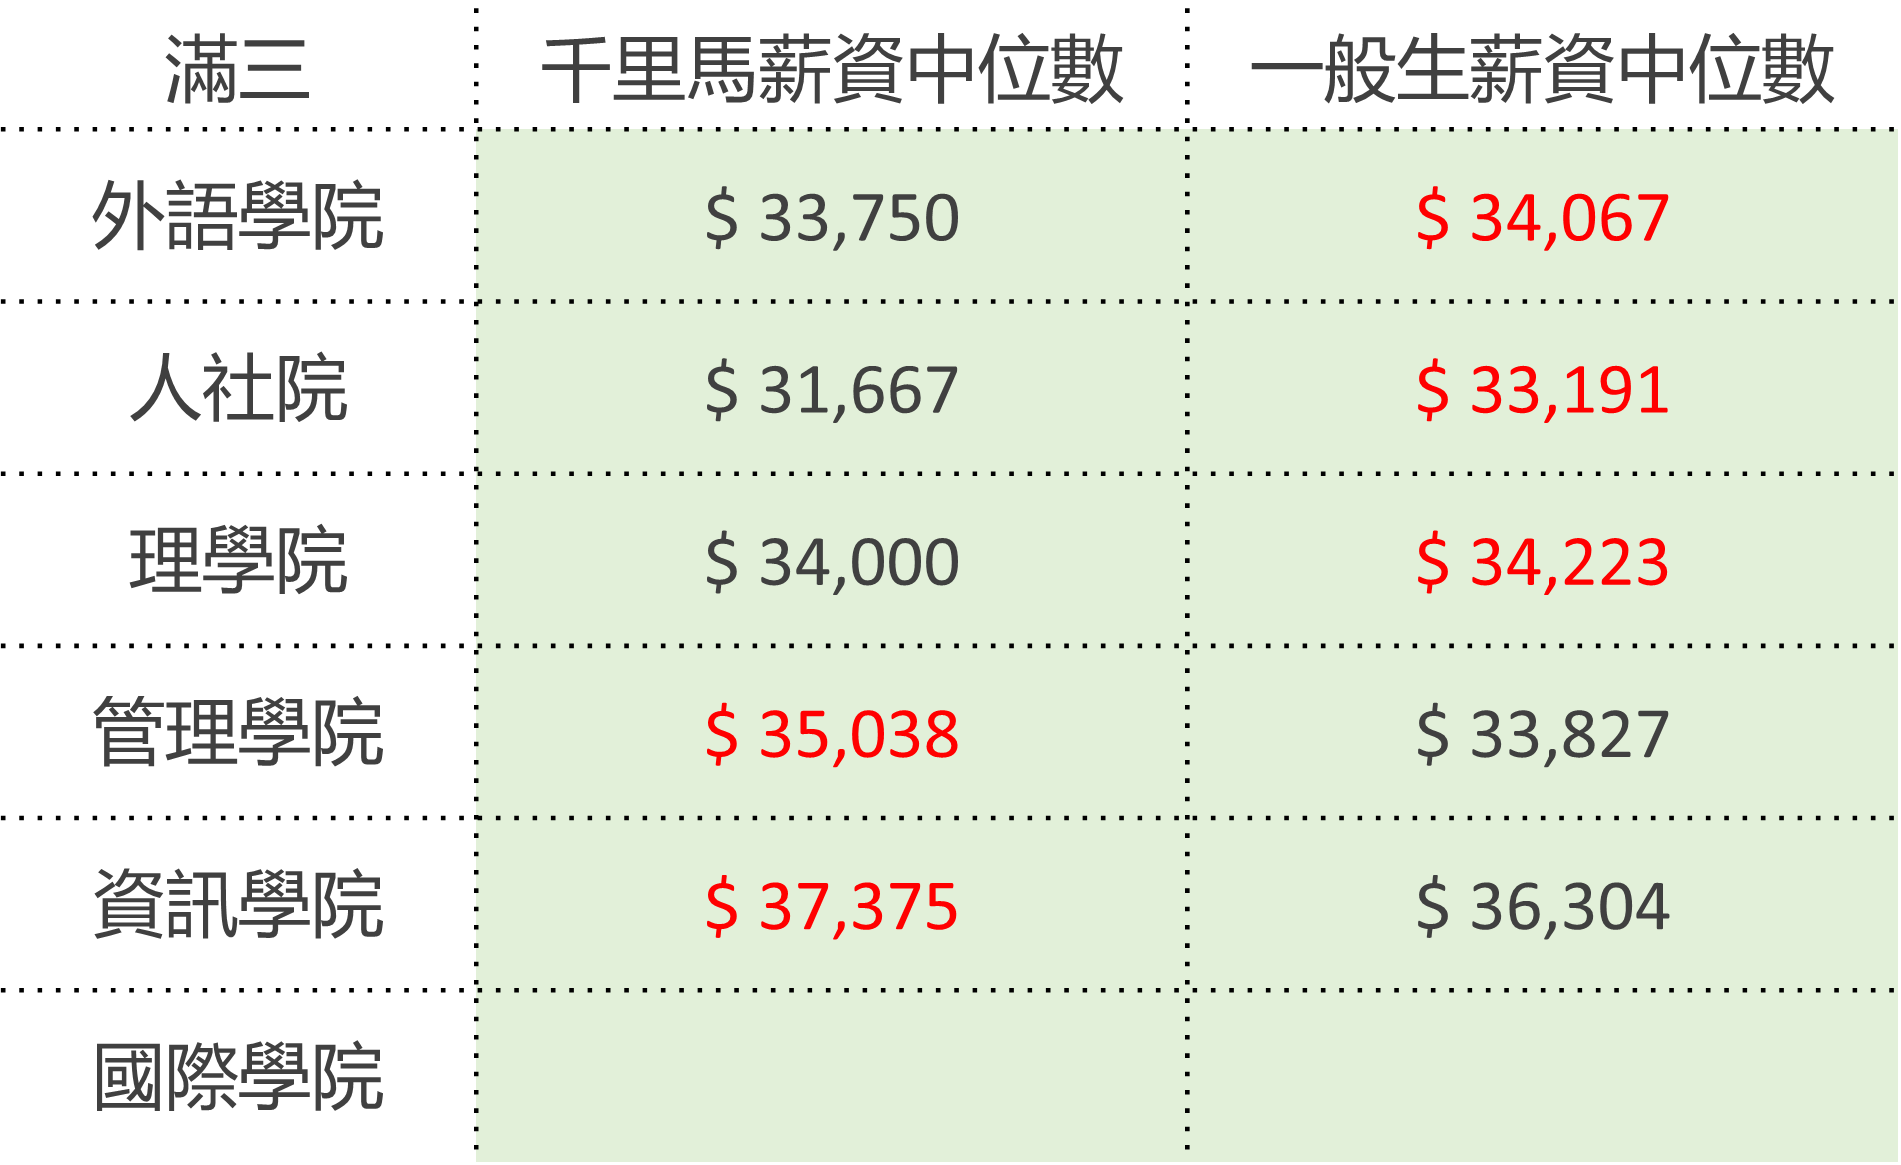 滿三 千里馬薪資中位數 一般生薪資中位數
外語學院 $ 33,750 $ 34,067
人社院 $ 31,667 $ 33,191
理學院 $ 34,000 $ 34,223
管理學院 $ 35,038 $ 33,827
資訊學院 $ 37,375 $ 36,304
國際學院